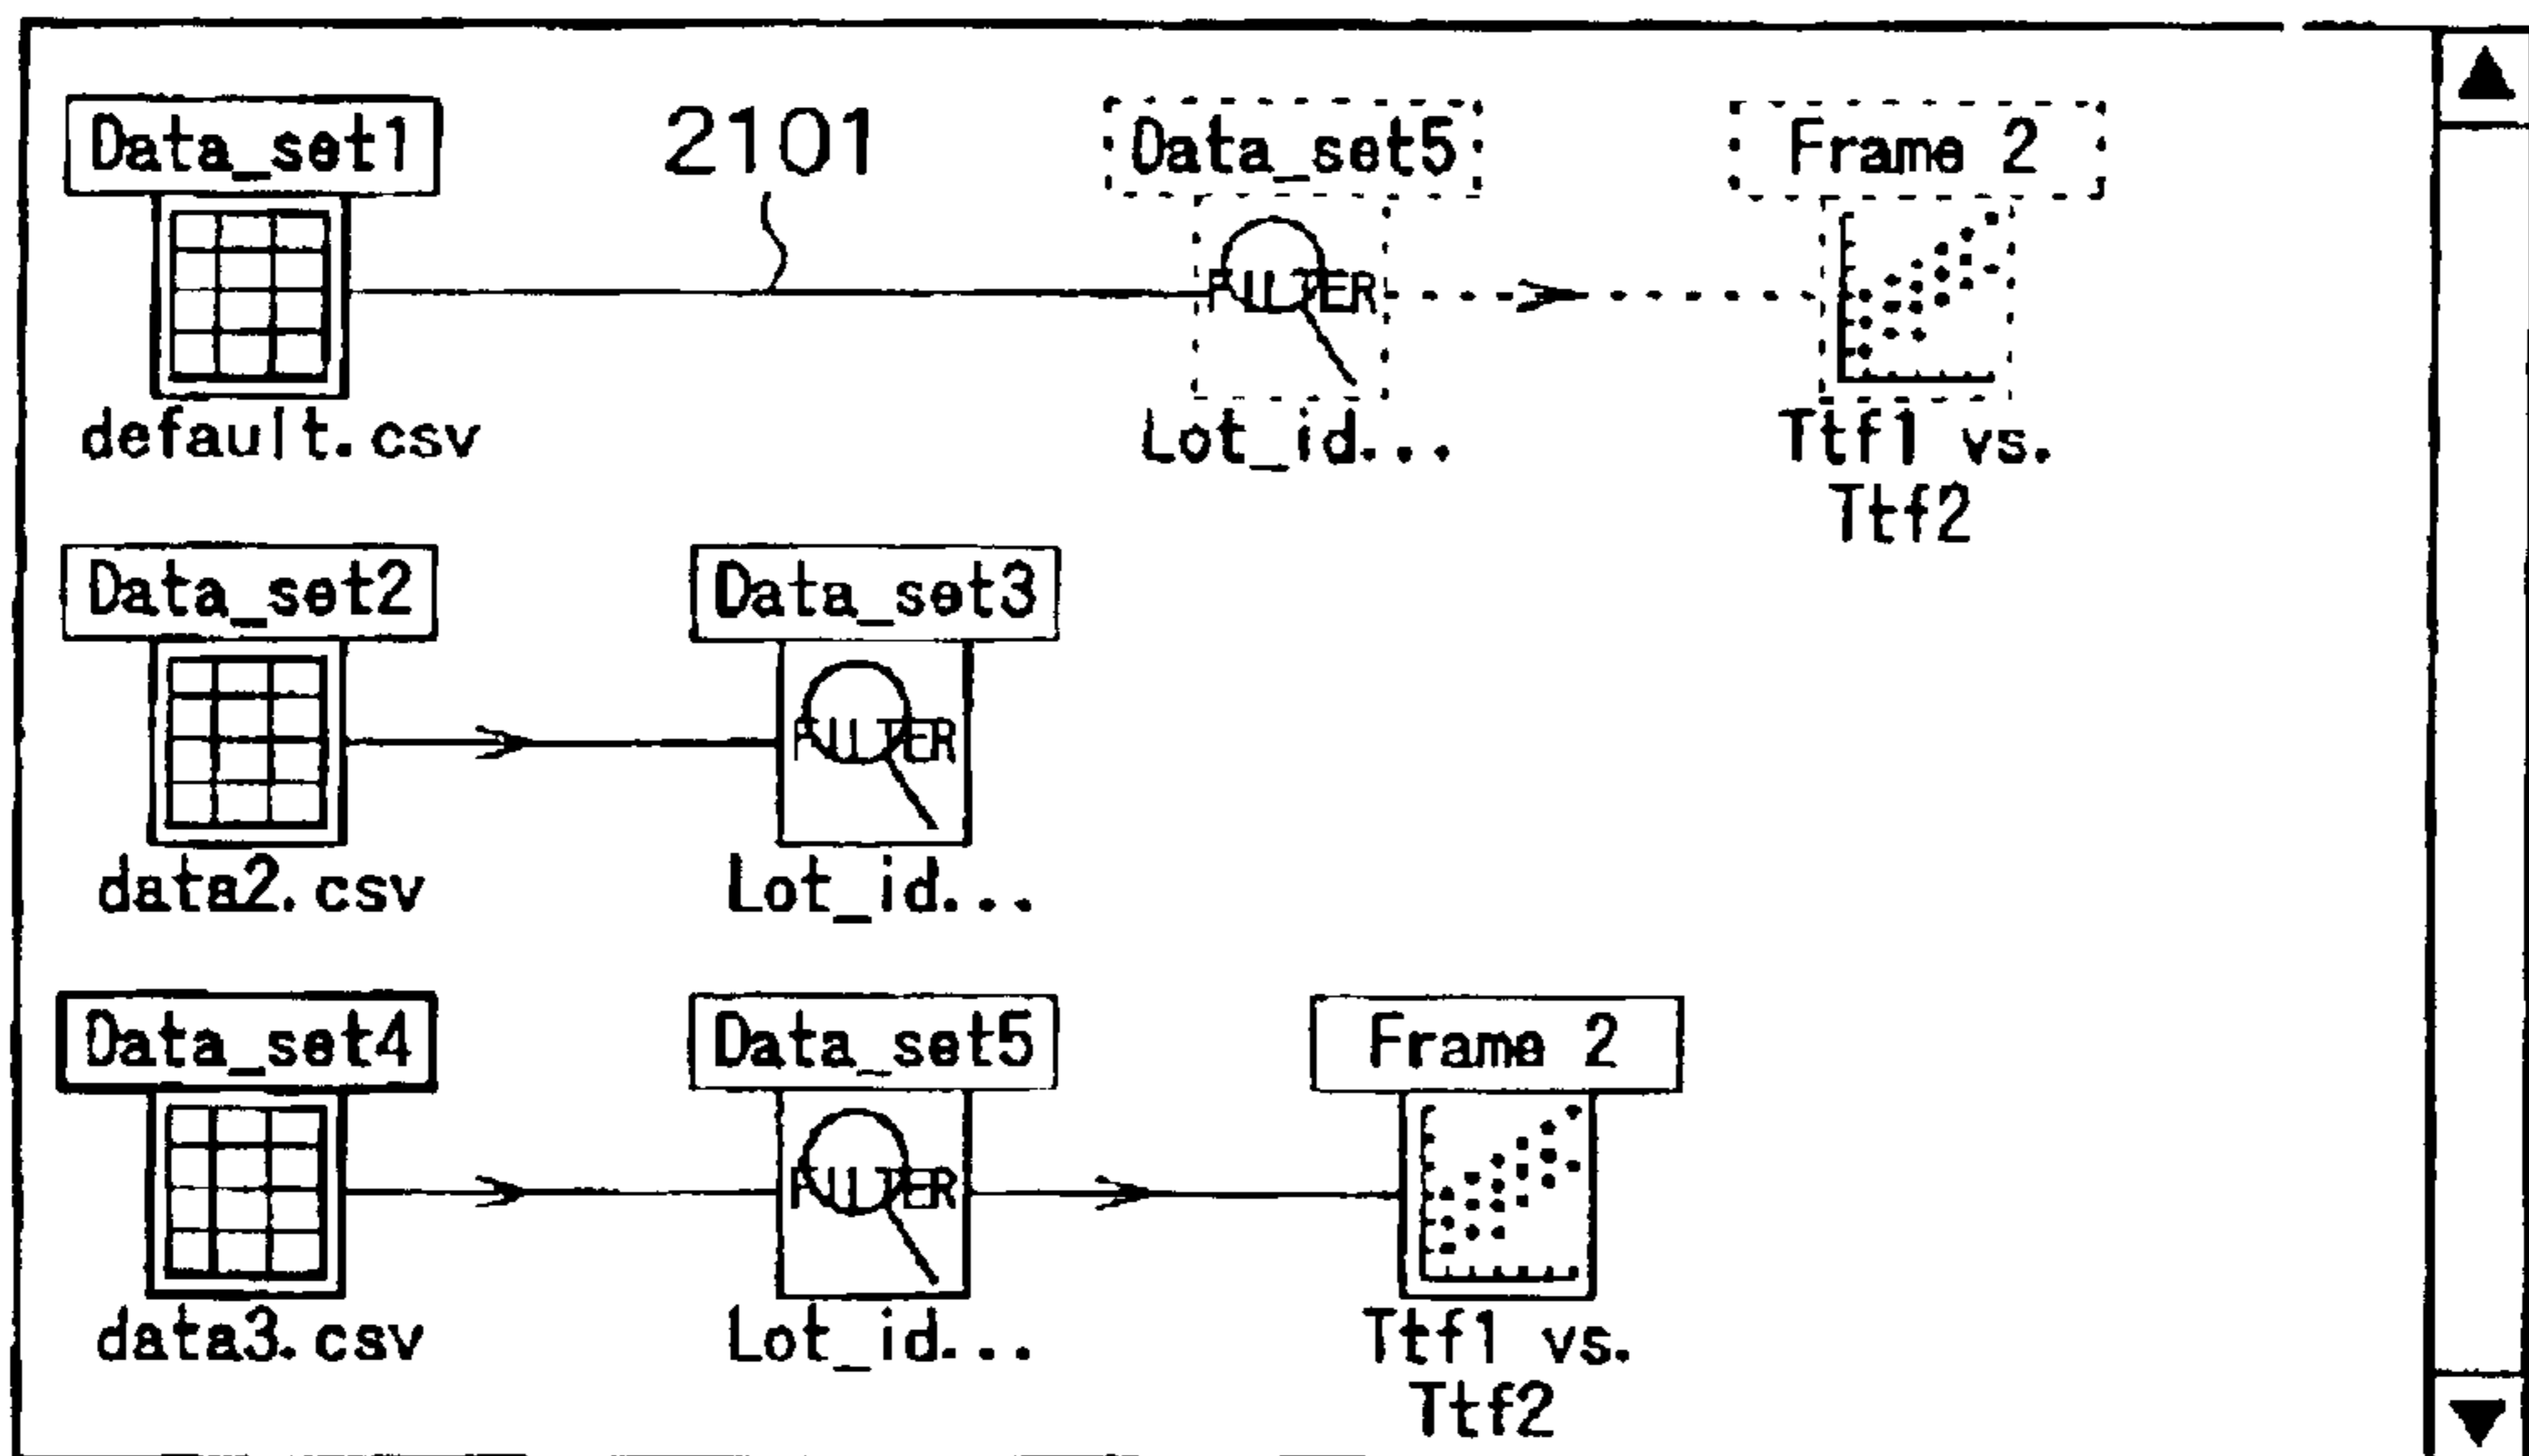 Data_set1 2101 Data_set5 Frame 2
FILTER
default.csv Lot_id... Ttf1 vs.
Ttf2
Data_set2 Data_set3
FILTER
data2.csv Lot_id...
Data_set4 Data_set5 Frame 2
FILTER
data3.csv Lot_id... Ttf1 vs.
Ttf2